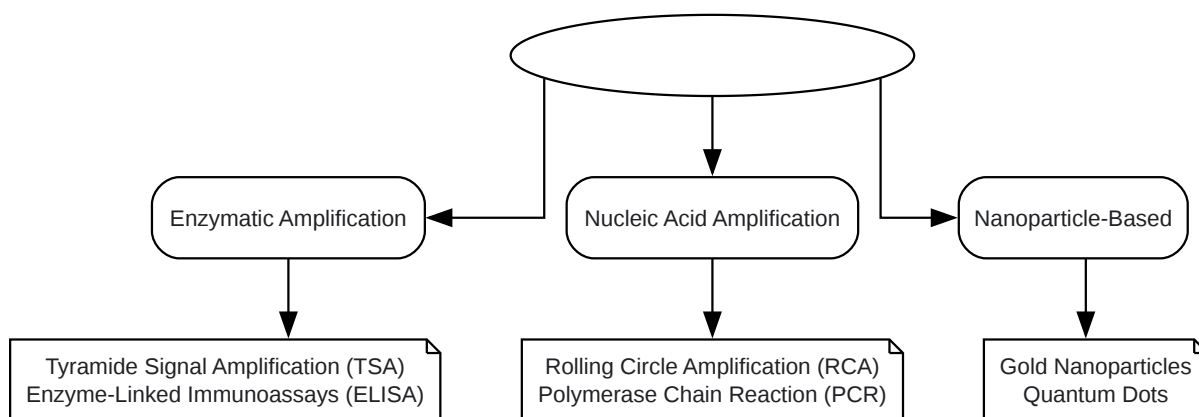 Enzymatic Amplification
Nucleic Acid Amplification
Nanoparticle-Based
Tyramide Signal Amplification (TSA)
Enzyme-Linked Immunoassays (ELISA)
Rolling Circle Amplification (RCA)
Polymerase Chain Reaction (PCR)
Gold Nanoparticles
Quantum Dots